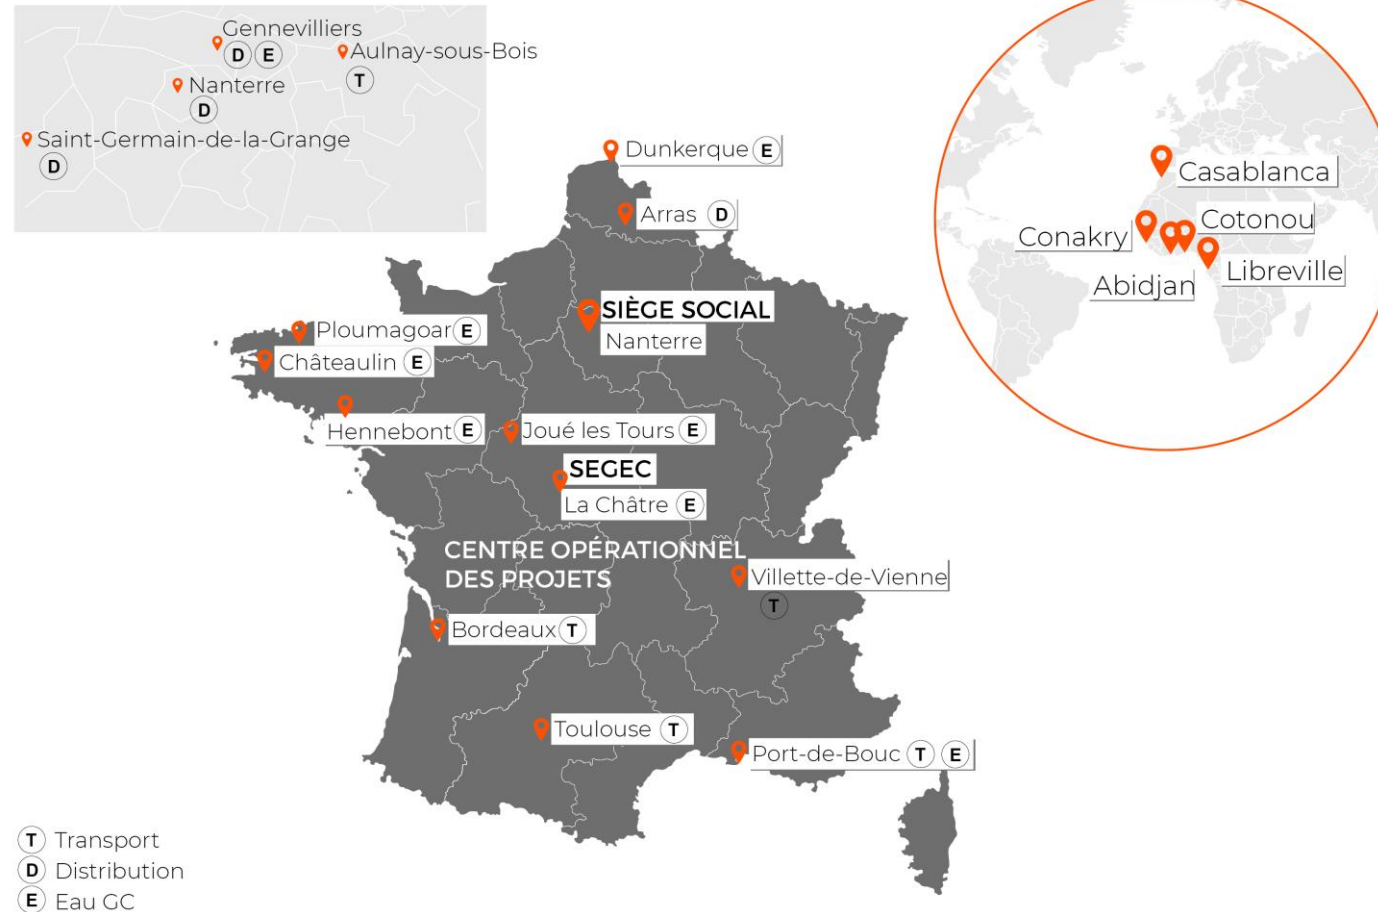 Gennevilliers
D E
Aulnay-sous-Bois
T
Nanterre
D
Saint-Germain-de-la-Grange
D
Dunkerque E
Arras D
SIÈGE SOCIAL
Nanterre
Ploumagoar E
Châteaulin E
Hennebont E
Joué les Tours E
SEGEC
La Châtre E
CENTRE OPÉRATIONNEL
DES PROJETS
Villette-de-Vienne
T
Bordeaux T
Toulouse T
Port-de-Bouc T E
Casablanca
Conakry
Cotonou
Abidjan
Libreville
T Transport
D Distribution
E Eau GC